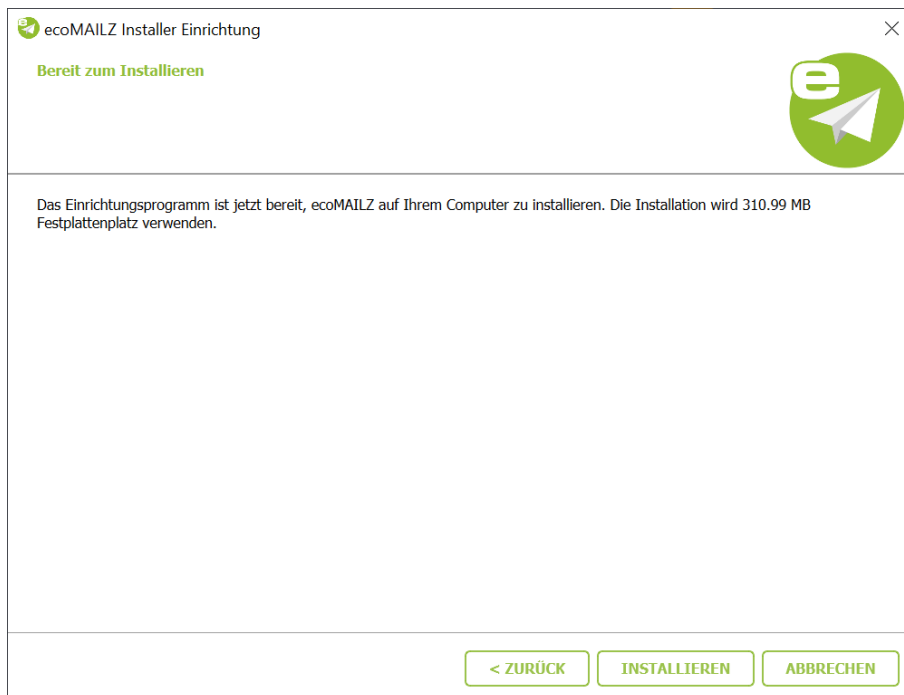 ecoMAILZ Installer Einrichtung
Bereit zum Installieren
e
Das Einrichtungsprogramm ist jetzt bereit, ecoMAILZ auf Ihrem Computer zu installieren. Die Installation wird 310.99 MB
Festplattenplatz verwenden.
< ZURÜCK
INSTALLIEREN
ABBRECHEN